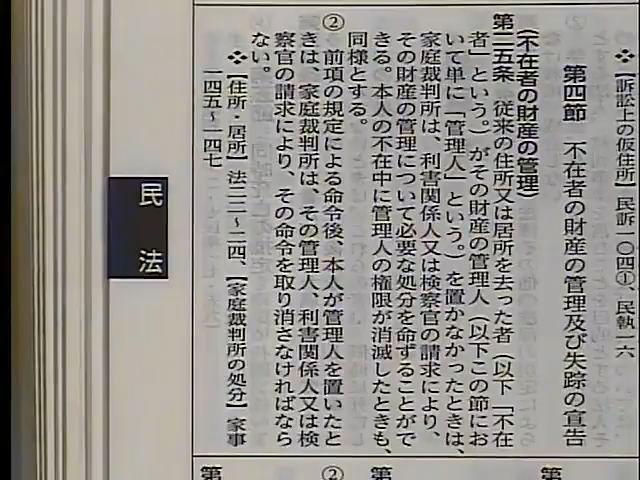 ❖【訴訟上の仮住所】民訴一〇四①、民執一六
第四節　不在者の財産の管理及び失踪の宣告
(不在者の財産の管理)
第二五条　従来の住所又は居所を去った者（以下「不在
者」という。）がその財産の管理人（以下この節にお
いて単に「管理人」という。）を置かなかったときは、
家庭裁判所は、利害関係人又は検察官の請求により、
その財産の管理について必要な処分を命ずることがで
きる。本人の不在中に管理人の権限が消滅したときも、
同様とする。
②　前項の規定による命令後、本人が管理人を置いたと
きは、家庭裁判所は、その管理人、利害関係人又は検
察官の請求により、その命令を取り消さなければなら
ない。
❖【住所・居所】法二二～二四、【家庭裁判所の処分】家事
一四五～一四七
民法
第
②
第
第